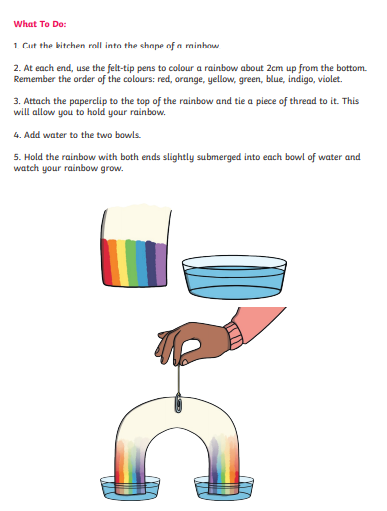 What To Do:
1. Cut the kitchen roll into the shape of a rainbow
2. At each end, use the felt-tip pens to colour a rainbow about 2cm up from the bottom.
Remember the order of the colours: red, orange, yellow, green, blue, indigo, violet.
3. Attach the paperclip to the top of the rainbow and tie a piece of thread to it. This
will allow you to hold your rainbow.
4. Add water to the two bowls.
5. Hold the rainbow with both ends slightly submerged into each bowl of water and
watch your rainbow grow.